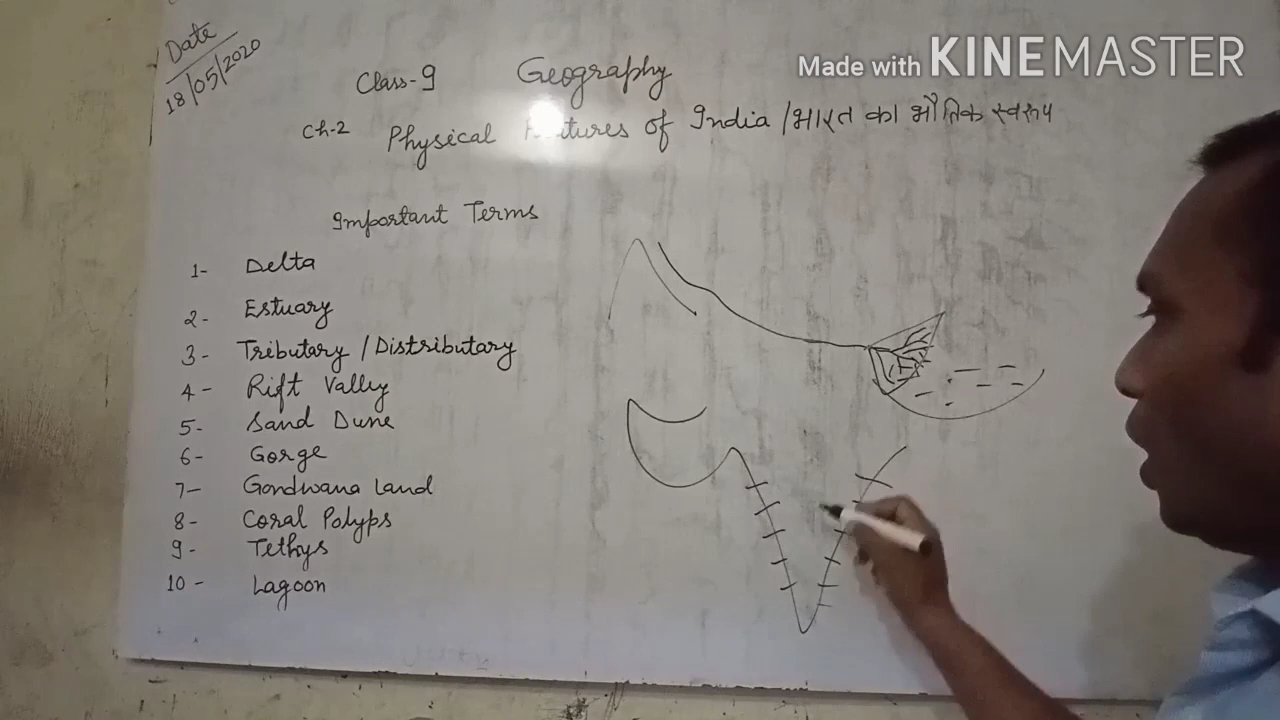 Date
18/05/2020
Made with KINEMASTER
Class-9 Geography
Ch-2 Physical Features of India / भारत का भौतिक स्वरूप
Important Terms
1- Delta
2- Estuary
3- Tributary / Distributary
4- Rift Valley
5- Sand Dune
6- Gorge
7- Gondwana Land
8- Coral Polyps
9- Tethys
10- Lagoon